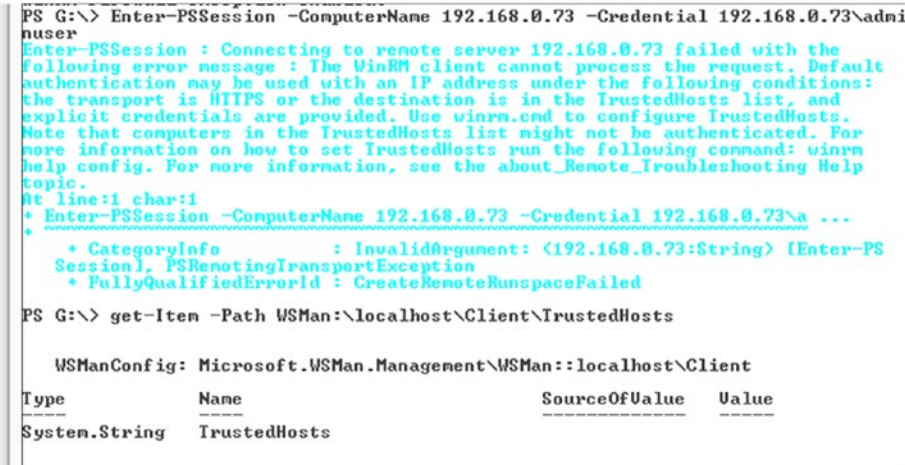 PS G:\> Enter-PSSession -ComputerName 192.168.0.73 -Credential 192.168.0.73\admi
nuser
Enter-PSSession : Connecting to remote server 192.168.0.73 failed with the
following error message : The WinRM client cannot process the request. Default
authentication may be used with an IP address under the following conditions:
the transport is HTTPS or the destination is in the TrustedHosts list, and
explicit credentials are provided. Use winrm.cmd to configure TrustedHosts.
Note that computers in the TrustedHosts list might not be authenticated. For
more information on how to set TrustedHosts run the following command: winrm
help config. For more information, see the about_Remote_Troubleshooting Help
topic.
At line:1 char:1
+ Enter-PSSession -ComputerName 192.168.0.73 -Credential 192.168.0.73\a ...
+ ~~~~~~~~~~~~~~~~~~~~~~~~~~~~~~~~~~~~~~~~~~~~~~~~~~~~~~~~~~~~~~~~~~~~~
+ CategoryInfo : InvalidArgument: (192.168.0.73:String) [Enter-PS
Session], PSRemotingTransportException
+ FullyQualifiedErrorId : CreateRemoteRunspaceFailed
PS G:\> get-Item -Path WSMan:\localhost\Client\TrustedHosts
WSManConfig: Microsoft.WSMan.Management\WSMan::localhost\Client
Type Name SourceOfValue Value
---- ---- ------------- -----
System.String TrustedHosts